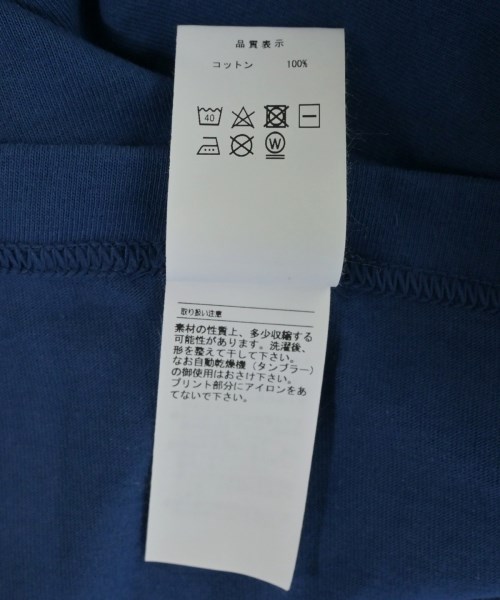 品質表示
コットン 100%
40
W
取り扱い注意
素材の性質上、多少収縮する
可能性があります。洗濯後、
形を整えて干して下さい。
なお自動乾燥機（タンブラー）
の御使用はおさけ下さい。
プリント部分にアイロンをあ
てないで下さい。